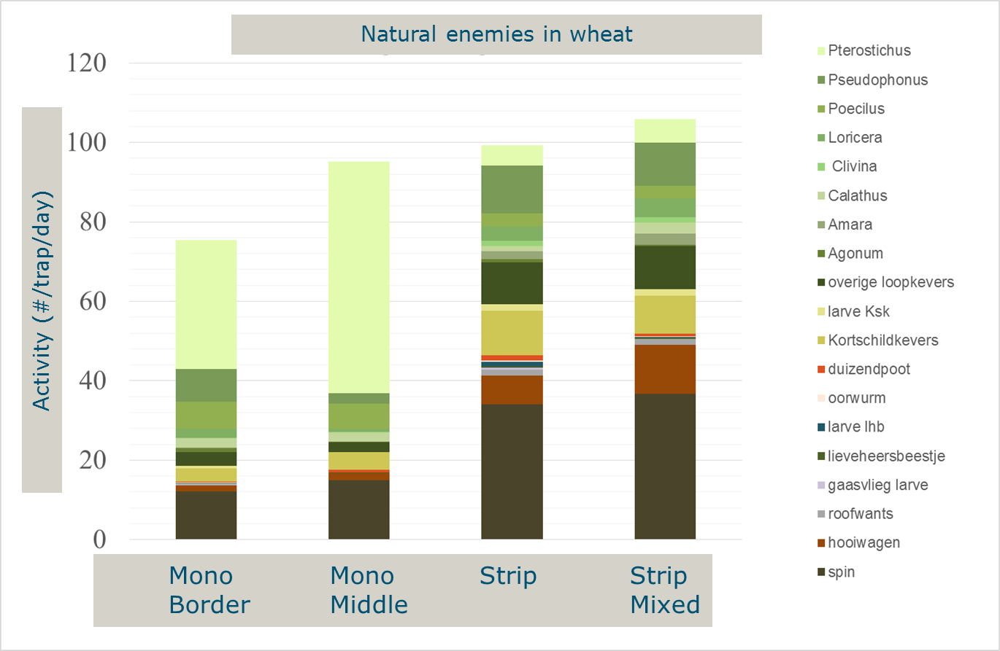 Natural enemies in wheat
120
100
80
60
40
20
0
Activity (#/trap/day)
Mono
Border
Mono
Middle
Strip
Strip
Mixed
Pterostichus
Pseudophonus
Poecilus
Loricera
Clivina
Calathus
Amara
Agonum
overige loopkevers
larve Ksk
Kortschildkevers
duizendpoot
oorwurm
larve lhb
lieveheersbeestje
gaasvlieg larve
roofwants
hooiwagen
spin